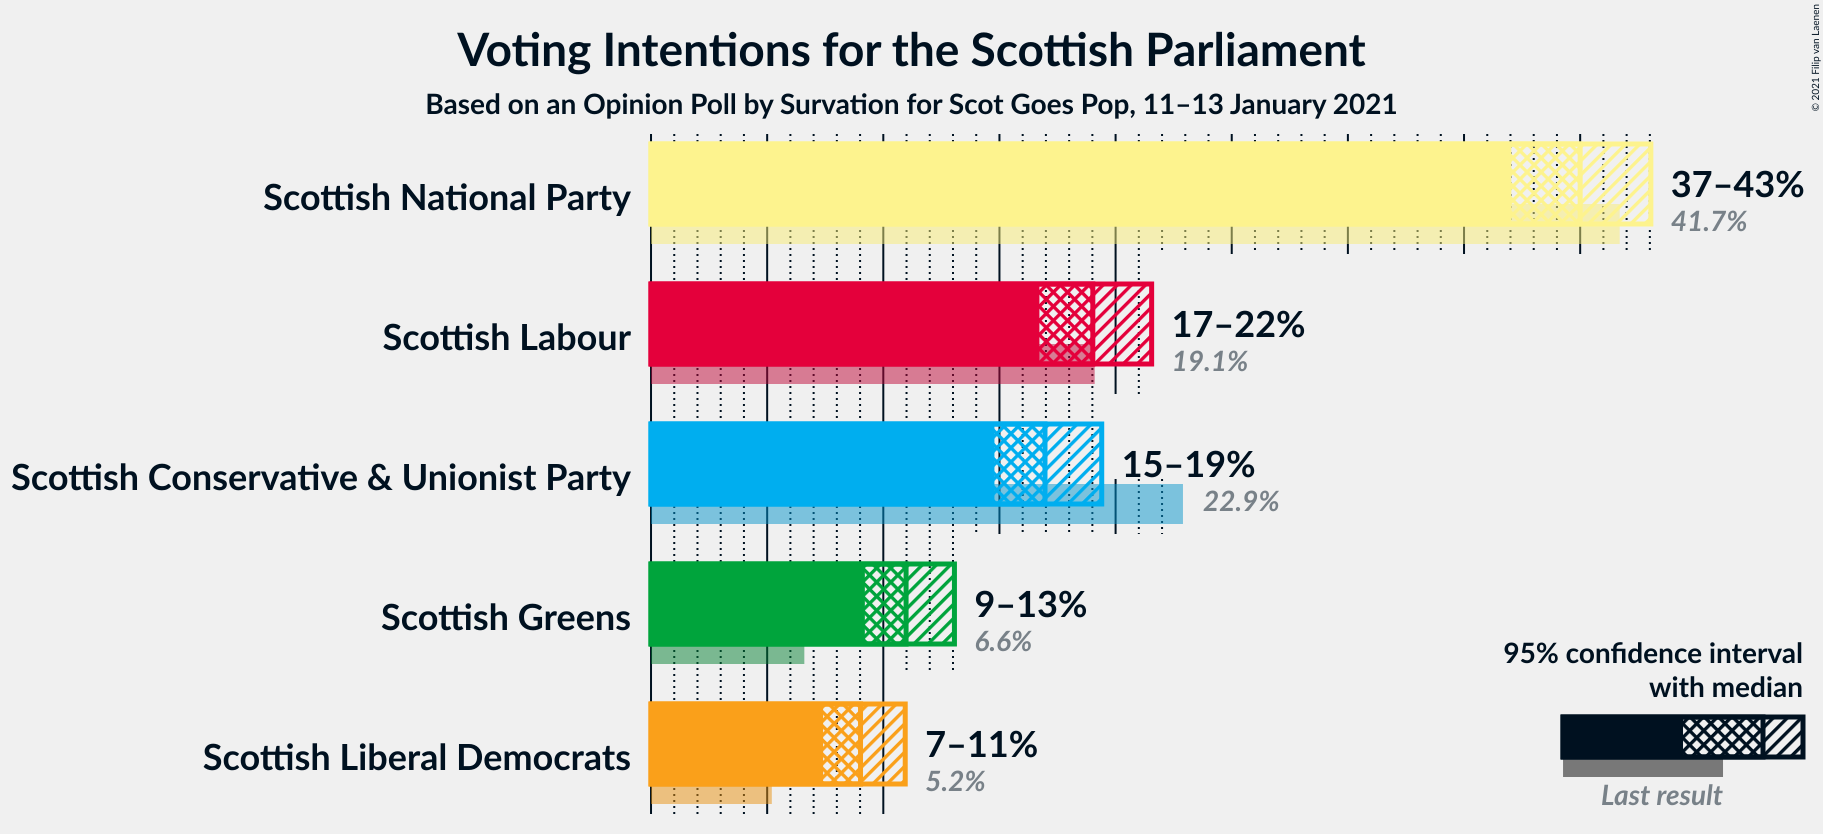 Voting Intentions for the Scottish Parliament
Based on an Opinion Poll by Survation for Scot Goes Pop, 11–13 January 2021
© 2021 Filip van Laenen
Scottish National Party
37–43%
41.7%
Scottish Labour
17–22%
19.1%
Scottish Conservative & Unionist Party
15–19%
22.9%
Scottish Greens
9–13%
6.6%
Scottish Liberal Democrats
7–11%
5.2%
95% confidence interval
with median
Last result